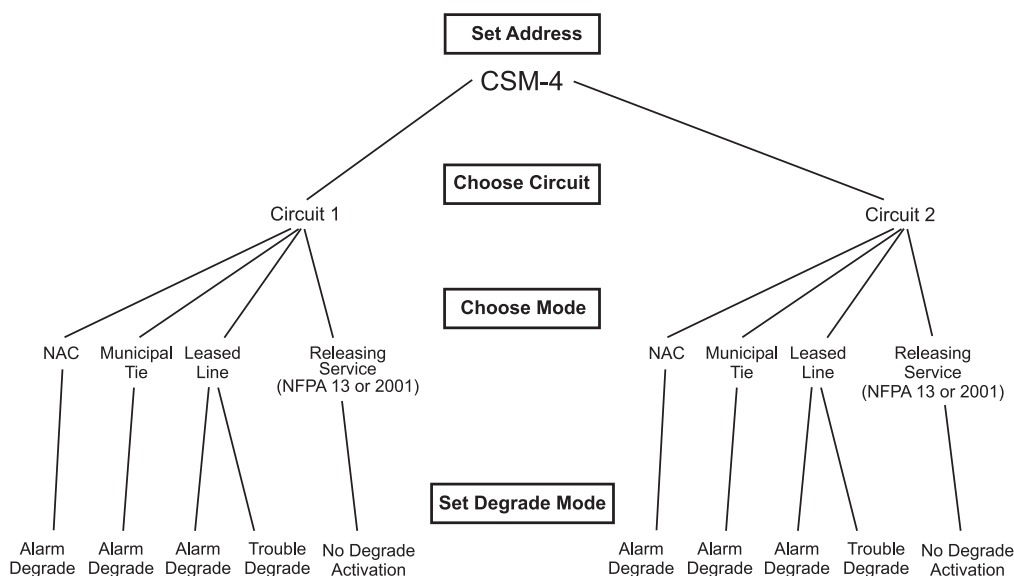 Set Address
CSM-4
Choose Circuit
Circuit 1
Circuit 2
Choose Mode
NAC
Municipal
Tie
Leased
Line
Releasing
Service
(NFPA 13 or 2001)
NAC
Municipal
Tie
Leased
Line
Releasing
Service
(NFPA 13 or 2001)
Set Degrade Mode
Alarm
Degrade
Alarm
Degrade
Alarm
Degrade
Trouble
Degrade
No Degrade
Activation
Alarm
Degrade
Alarm
Degrade
Alarm
Degrade
Trouble
Degrade
No Degrade
Activation